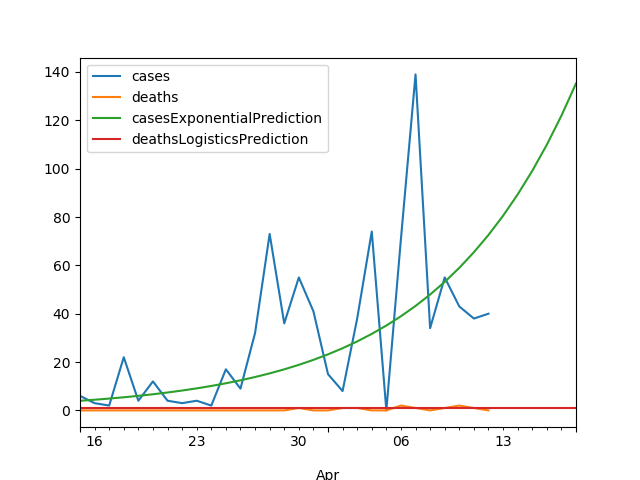 cases
deaths
casesExponentialPrediction
deathsLogisticsPrediction
140
120
100
80
60
40
20
0
16 23 30 06 13
Apr